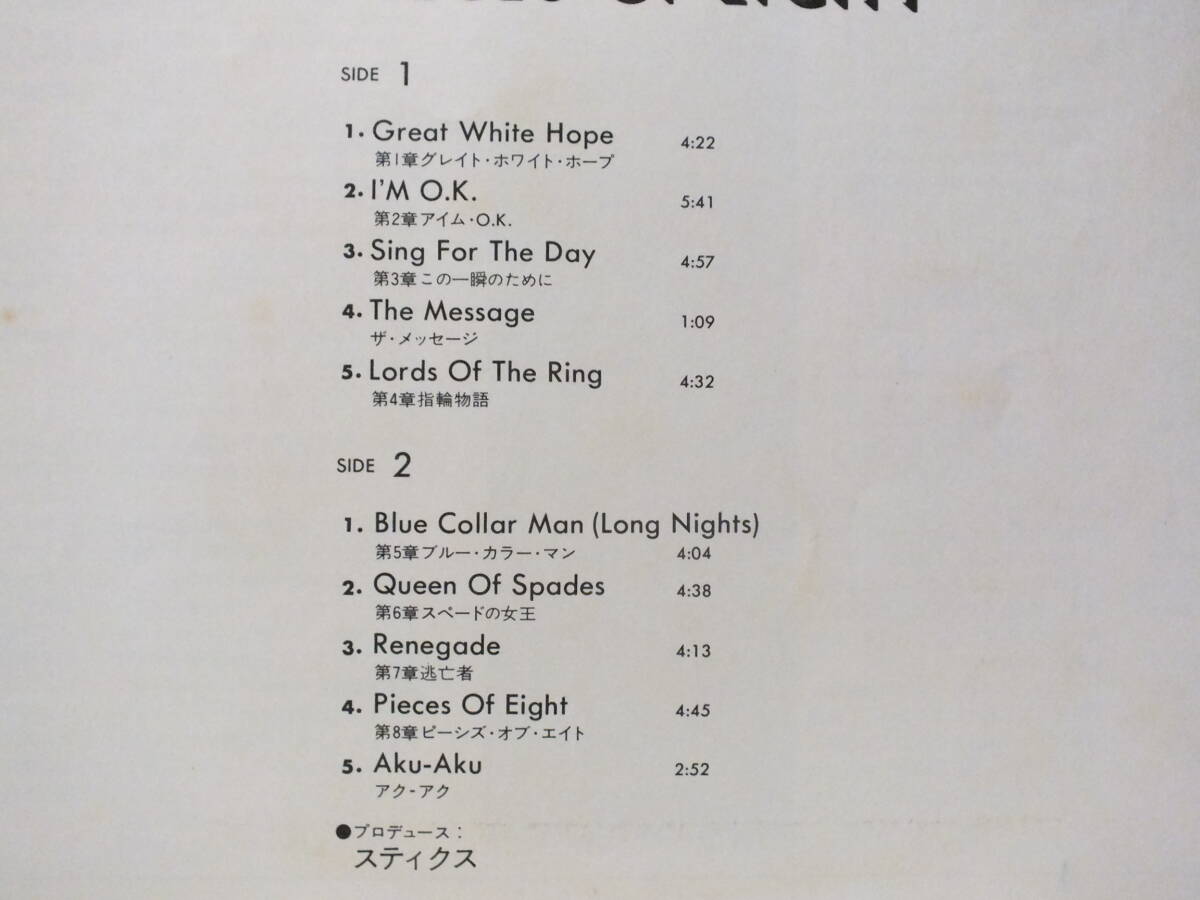 PIECES OF EIGHT
SIDE 1
1. Great White Hope 4:22
第1章グレイト・ホワイト・ホープ
2. I'M O.K. 5:41
第2章アイム・O.K.
3. Sing For The Day 4:57
第3章この一瞬のために
4. The Message 1:09
ザ・メッセージ
5. Lords Of The Ring 4:32
第4章指輪物語
SIDE 2
1. Blue Collar Man (Long Nights)
第5章ブルー・カラー・マン 4:04
2. Queen Of Spades 4:38
第6章スペードの女王
3. Renegade 4:13
第7章逃亡者
4. Pieces Of Eight 4:45
第8章ピーシズ・オブ・エイト
5. Aku-Aku 2:52
アク-アク
●プロデュース：
スティクス